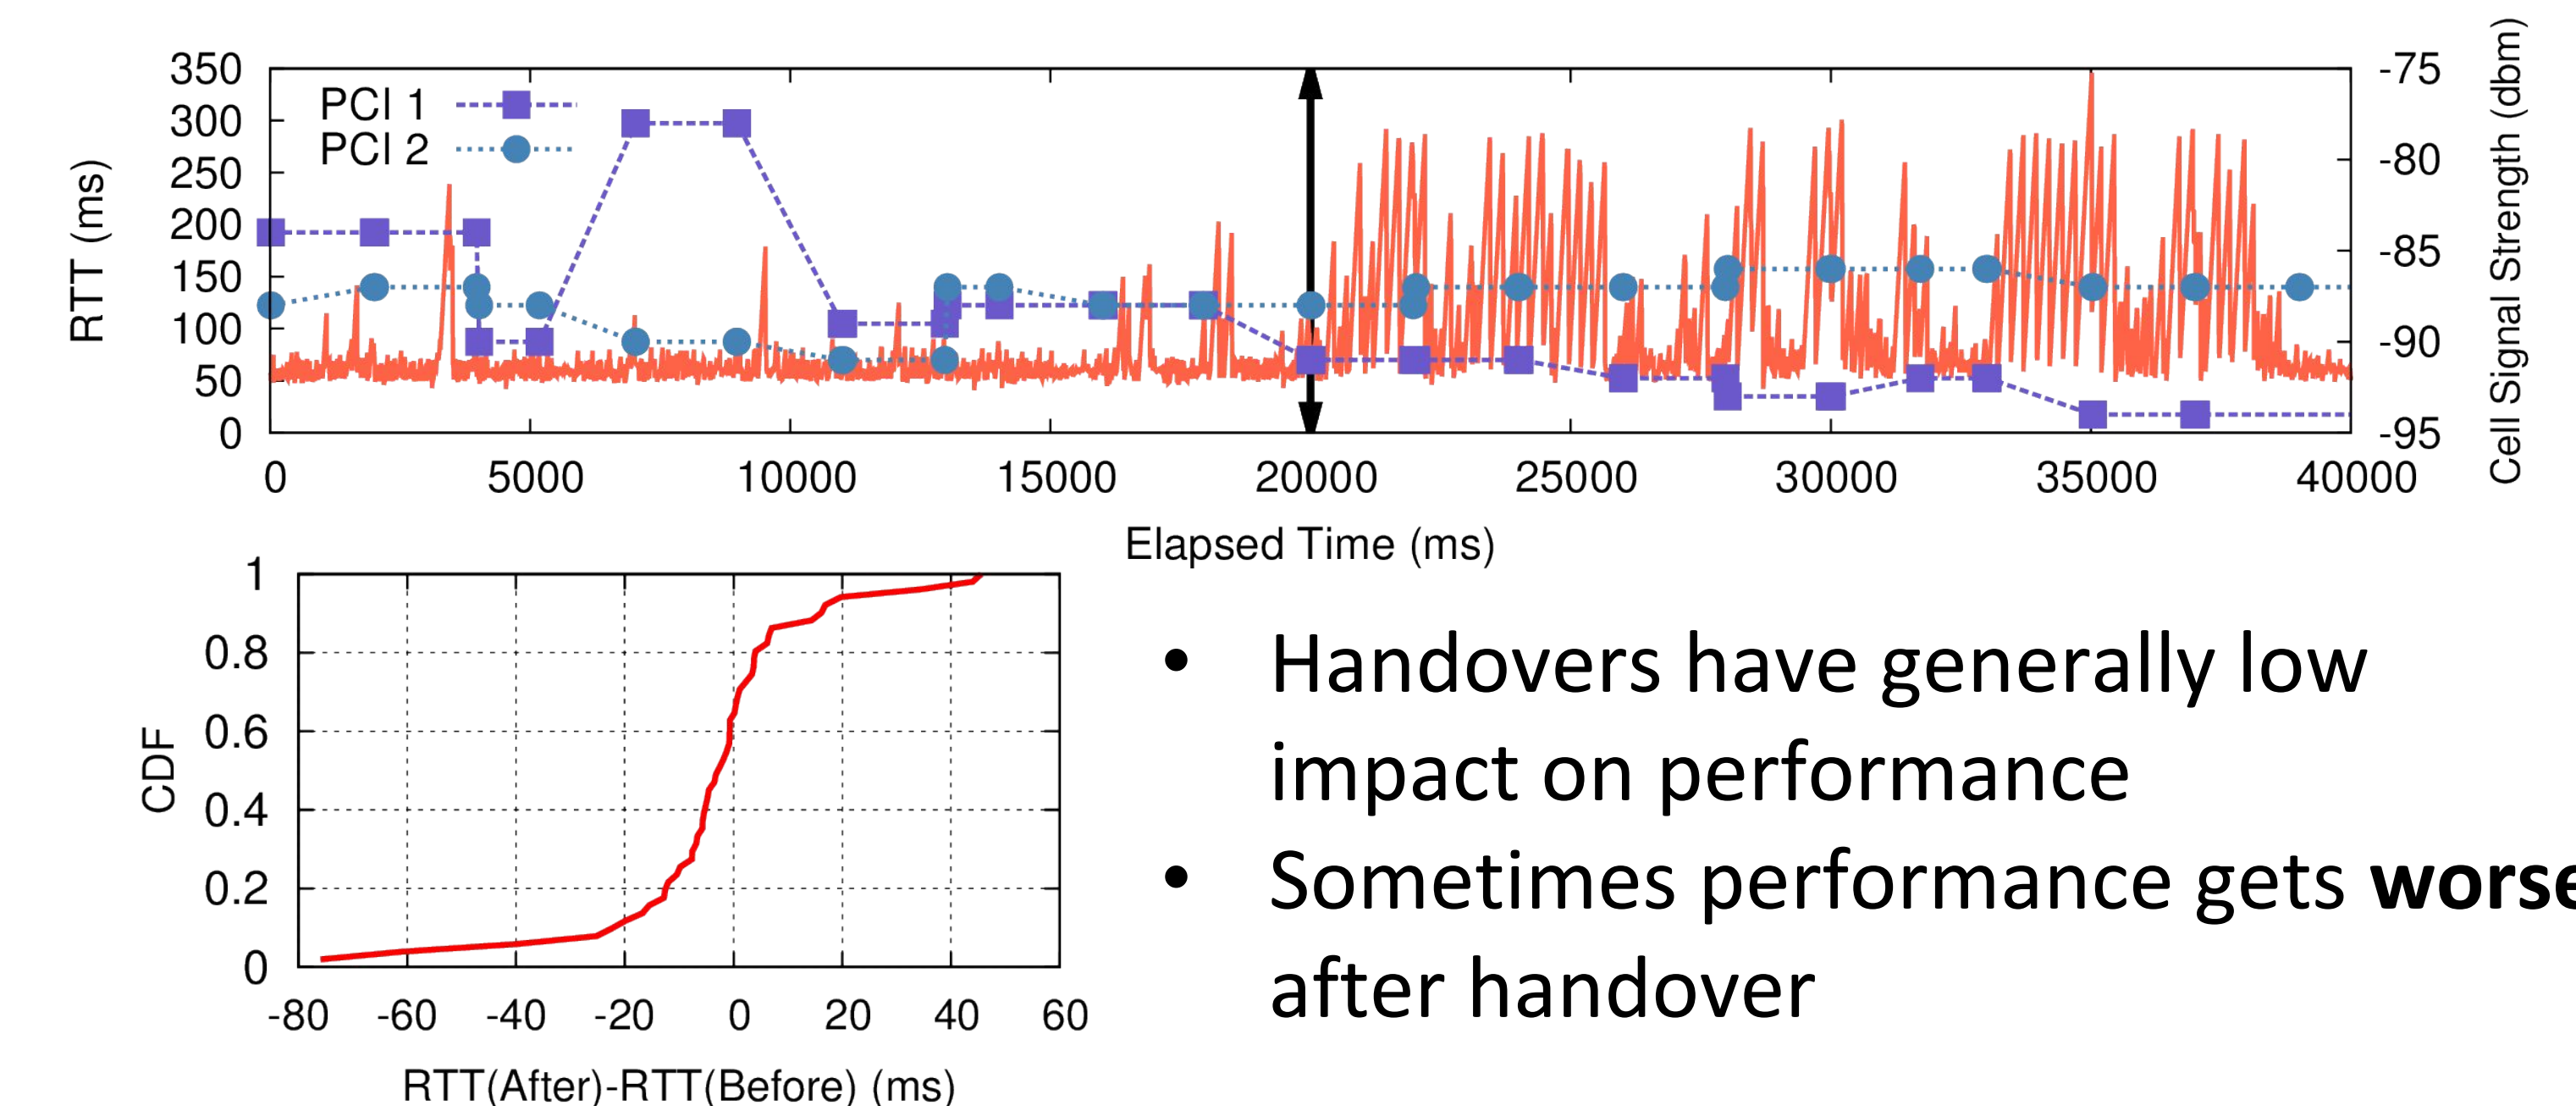 350
300
250
200
150
100
50
0
RTT (ms)
PCI 1
PCI 2
-75
-80
-85
-90
-95
Cell Signal Strength (dbm)
0 5000 10000 15000 20000 25000 30000 35000 40000
Elapsed Time (ms)
1
0.8
0.6
0.4
0.2
0
CDF
-80 -60 -40 -20 0 20 40 60
RTT(After)-RTT(Before) (ms)
• Handovers have generally low
impact on performance
• Sometimes performance gets worse
after handover